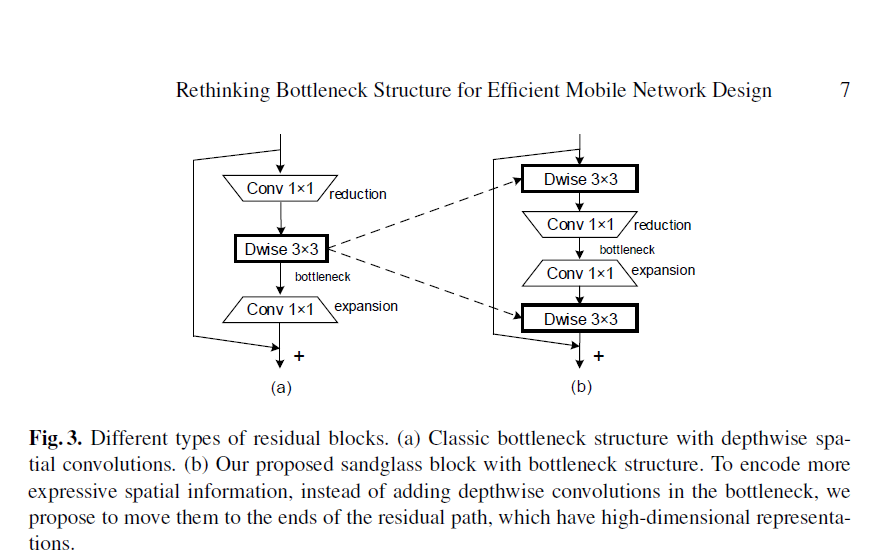 Rethinking Bottleneck Structure for Efficient Mobile Network Design 7
Conv 1×1
reduction
Dwise 3×3
bottleneck
Conv 1×1
expansion
+
(a)
Dwise 3×3
Conv 1×1
reduction
bottleneck
Conv 1×1
expansion
Dwise 3×3
+
(b)
Fig. 3. Different types of residual blocks. (a) Classic bottleneck structure with depthwise spa-
tial convolutions. (b) Our proposed sandglass block with bottleneck structure. To encode more
expressive spatial information, instead of adding depthwise convolutions in the bottleneck, we
propose to move them to the ends of the residual path, which have high-dimensional representa-
tions.